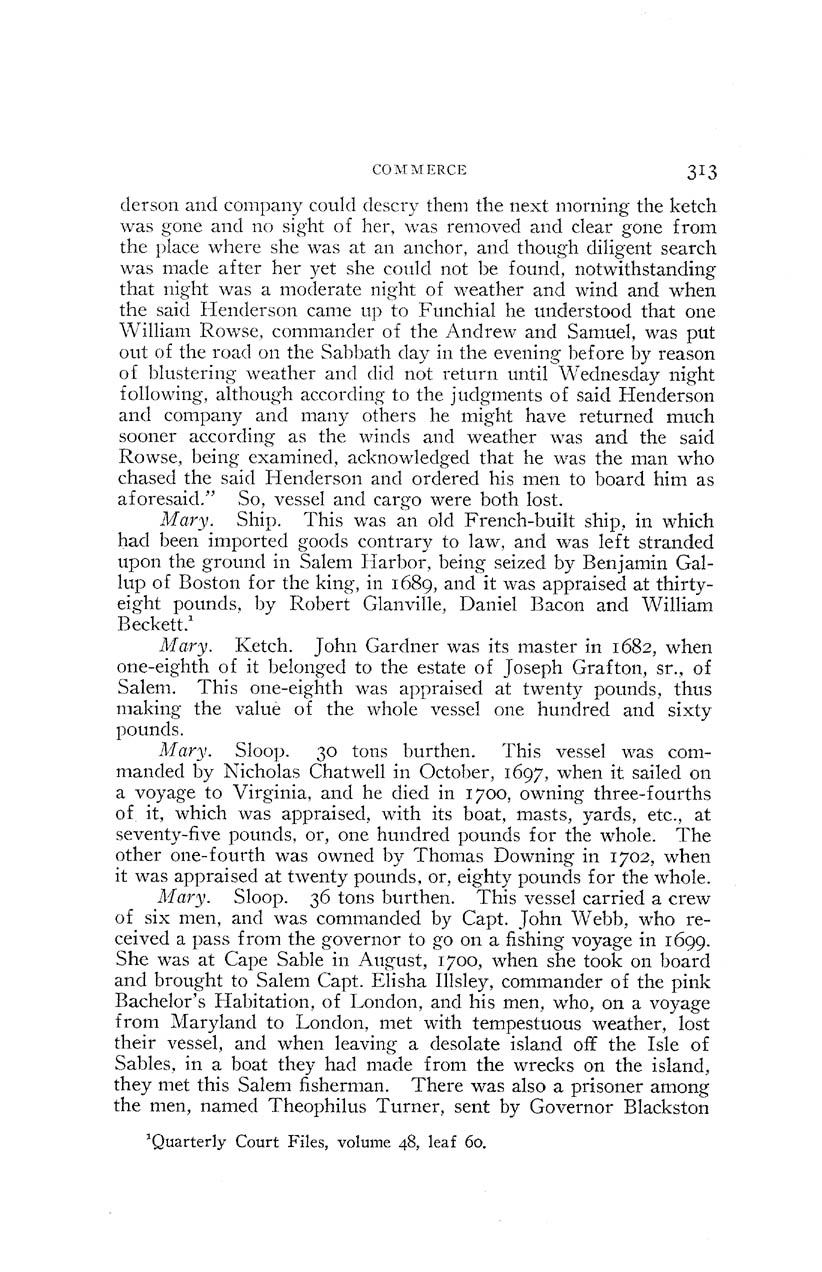 COMMERCE 313
derson and company could descry them the next morning the ketch
was gone and no sight of her, was removed and clear gone from
the place where she was at an anchor, and though diligent search
was made after her yet she could not be found, notwithstanding
that night was a moderate night of weather and wind and when
the said Henderson came up to Funchial he understood that one
William Rowse, commander of the Andrew and Samuel, was put
out of the road on the Sabbath day in the evening before by reason
of blustering weather and did not return until Wednesday night
following, although according to the judgments of said Henderson
and company and many others he might have returned much
sooner according as the winds and weather was and the said
Rowse, being examined, acknowledged that he was the man who
chased the said Henderson and ordered his men to board him as
aforesaid.” So, vessel and cargo were both lost.
Mary. Ship. This was an old French-built ship, in which
had been imported goods contrary to law, and was left stranded
upon the ground in Salem Harbor, being seized by Benjamin Gal-
lup of Boston for the king, in 1689, and it was appraised at thirty-
eight pounds, by Robert Glanville, Daniel Bacon and William
Beckett.¹
Mary. Ketch. John Gardner was its master in 1682, when
one-eighth of it belonged to the estate of Joseph Grafton, sr., of
Salem. This one-eighth was appraised at twenty pounds, thus
making the value of the whole vessel one hundred and sixty
pounds.
Mary. Sloop. 30 tons burthen. This vessel was com-
manded by Nicholas Chatwell in October, 1697, when it sailed on
a voyage to Virginia, and he died in 1700, owning three-fourths
of it, which was appraised, with its boat, masts, yards, etc., at
seventy-five pounds, or, one hundred pounds for the whole. The
other one-fourth was owned by Thomas Downing in 1702, when
it was appraised at twenty pounds, or, eighty pounds for the whole.
Mary. Sloop. 36 tons burthen. This vessel carried a crew
of six men, and was commanded by Capt. John Webb, who re-
ceived a pass from the governor to go on a fishing voyage in 1699.
She was at Cape Sable in August, 1700, when she took on board
and brought to Salem Capt. Elisha Illsley, commander of the pink
Bachelor’s Habitation, of London, and his men, who, on a voyage
from Maryland to London, met with tempestuous weather, lost
their vessel, and when leaving a desolate island off the Isle of
Sables, in a boat they had made from the wrecks on the island,
they met this Salem fisherman. There was also a prisoner among
the men, named Theophilus Turner, sent by Governor Blackston
¹Quarterly Court Files, volume 48, leaf 60.